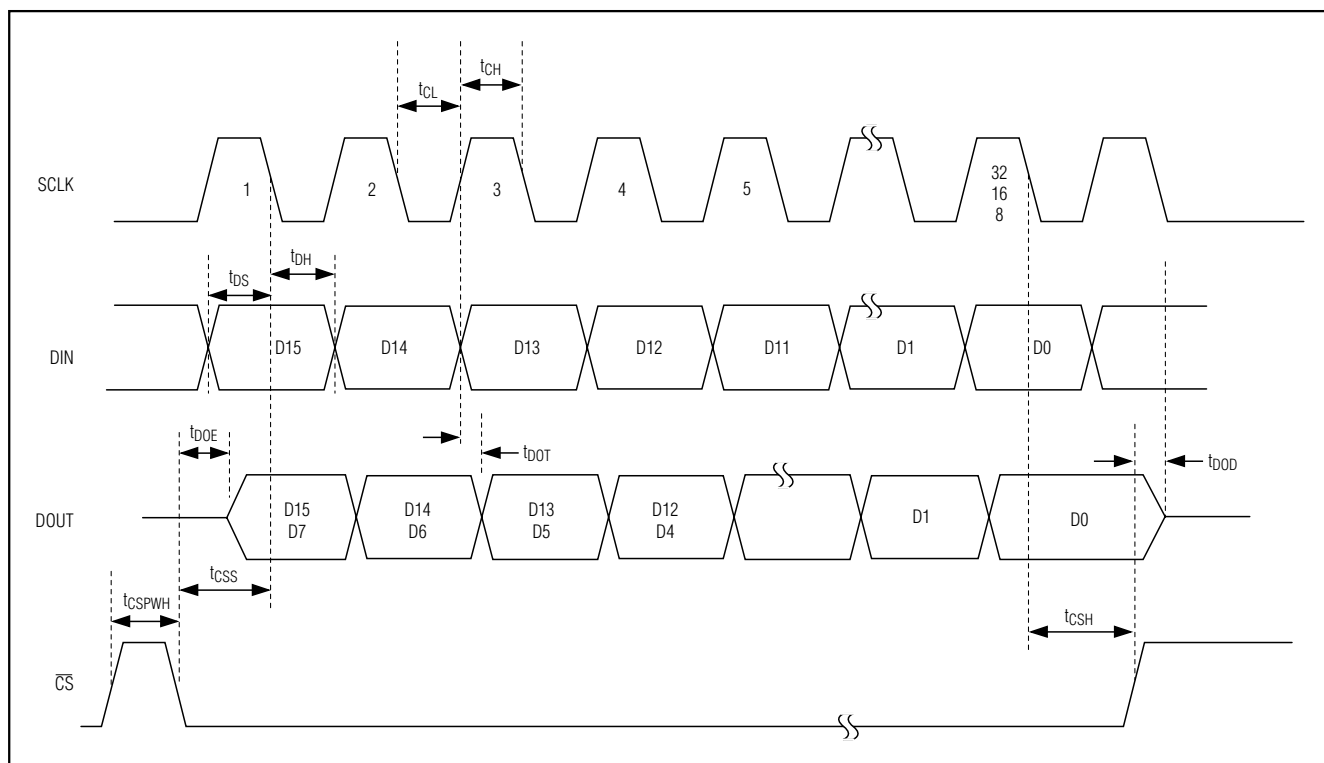 tCH
tCL
SCLK
1
2
3
4
5
32
16
8
tDH
tDS
DIN
D15
D14
D13
D12
D11
D1
D0
tDOE
tDOT
tDOD
DOUT
D15
D7
D14
D6
D13
D5
D12
D4
D1
D0
tCSS
tCSPWH
tCSH
C̅S̅